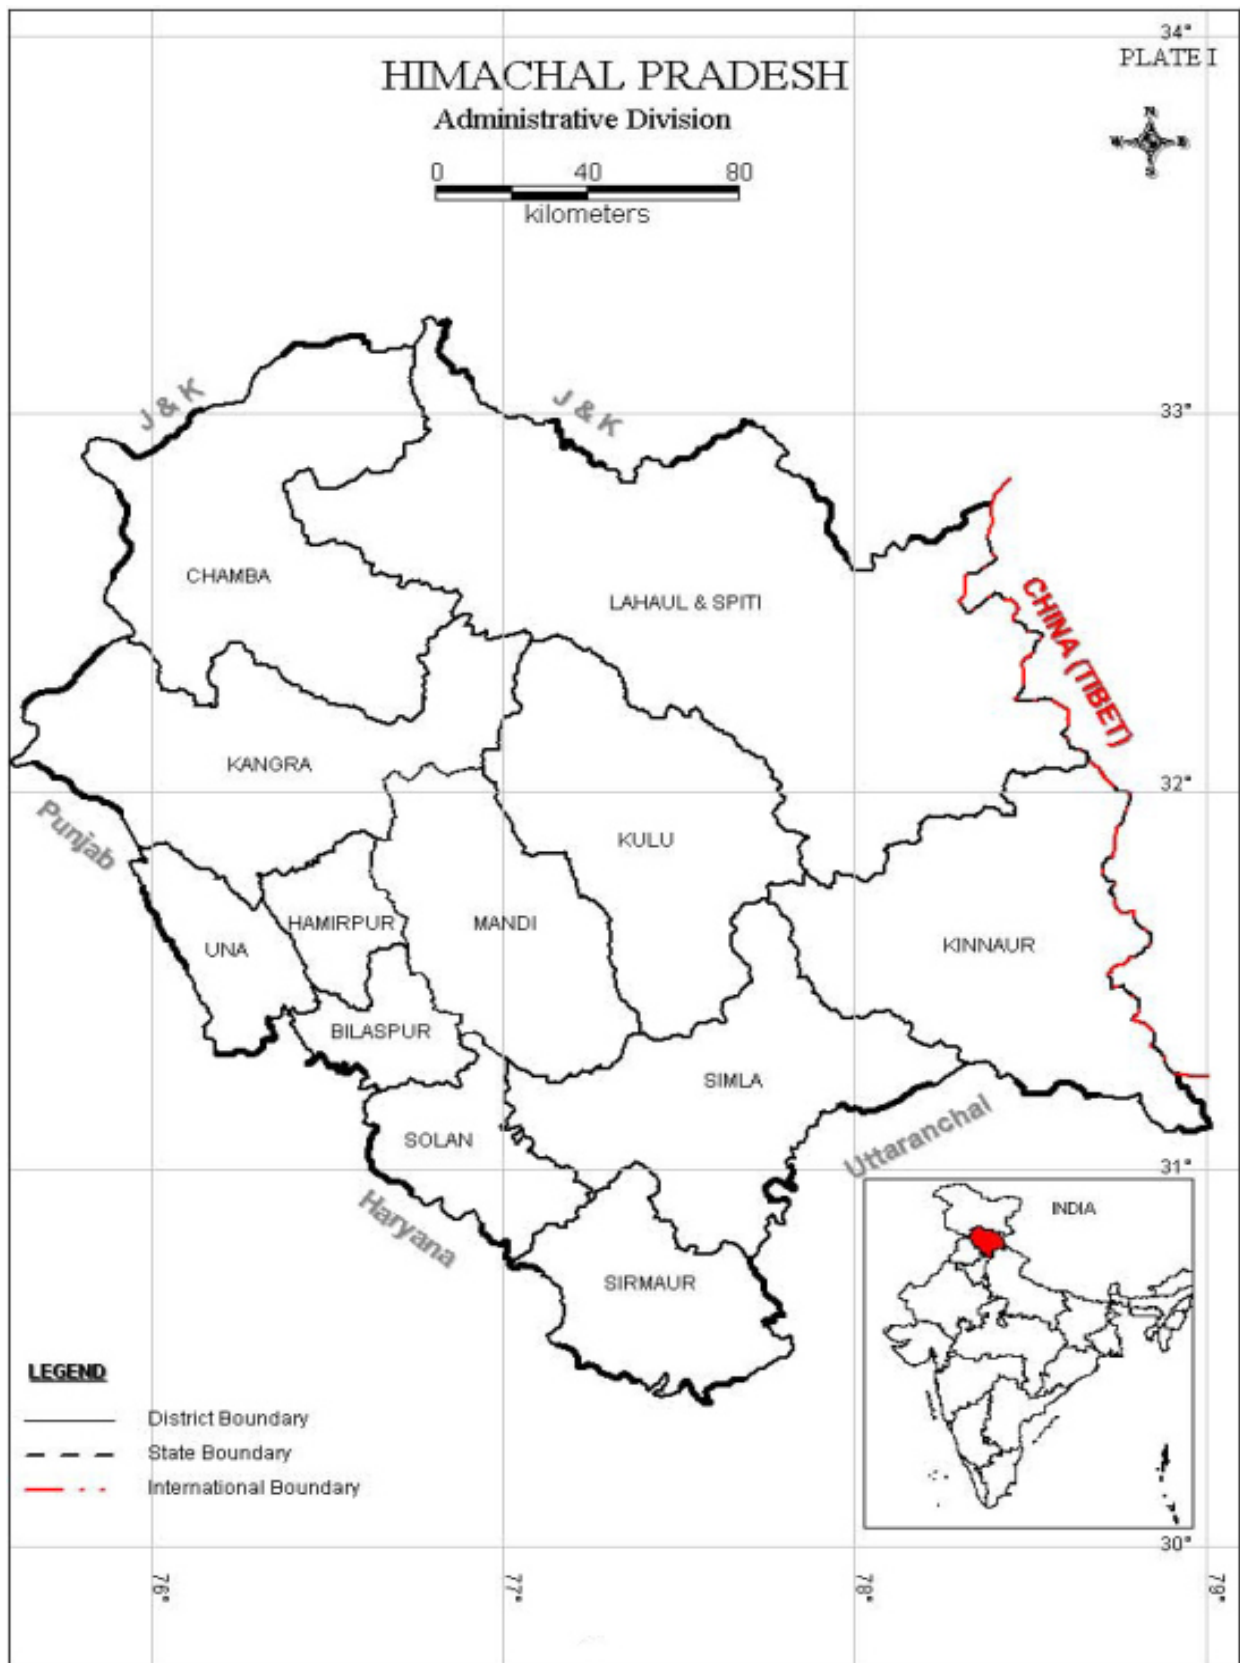 34°
PLATE I
HIMACHAL PRADESH
Administrative Division
N
W E
S
0 40 80
kilometers
J & K
J & K
33°
CHAMBA
LAHAUL & SPITI
CHINA (TIBET)
KANGRA
32°
Punjab
KULU
HAMIRPUR
MANDI
UNA
KINNAUR
BILASPUR
SIMLA
SOLAN
Uttaranchal
31°
Haryana
INDIA
SIRMAUR
LEGEND
District Boundary
State Boundary
International Boundary
30°
76° 77° 78° 79°